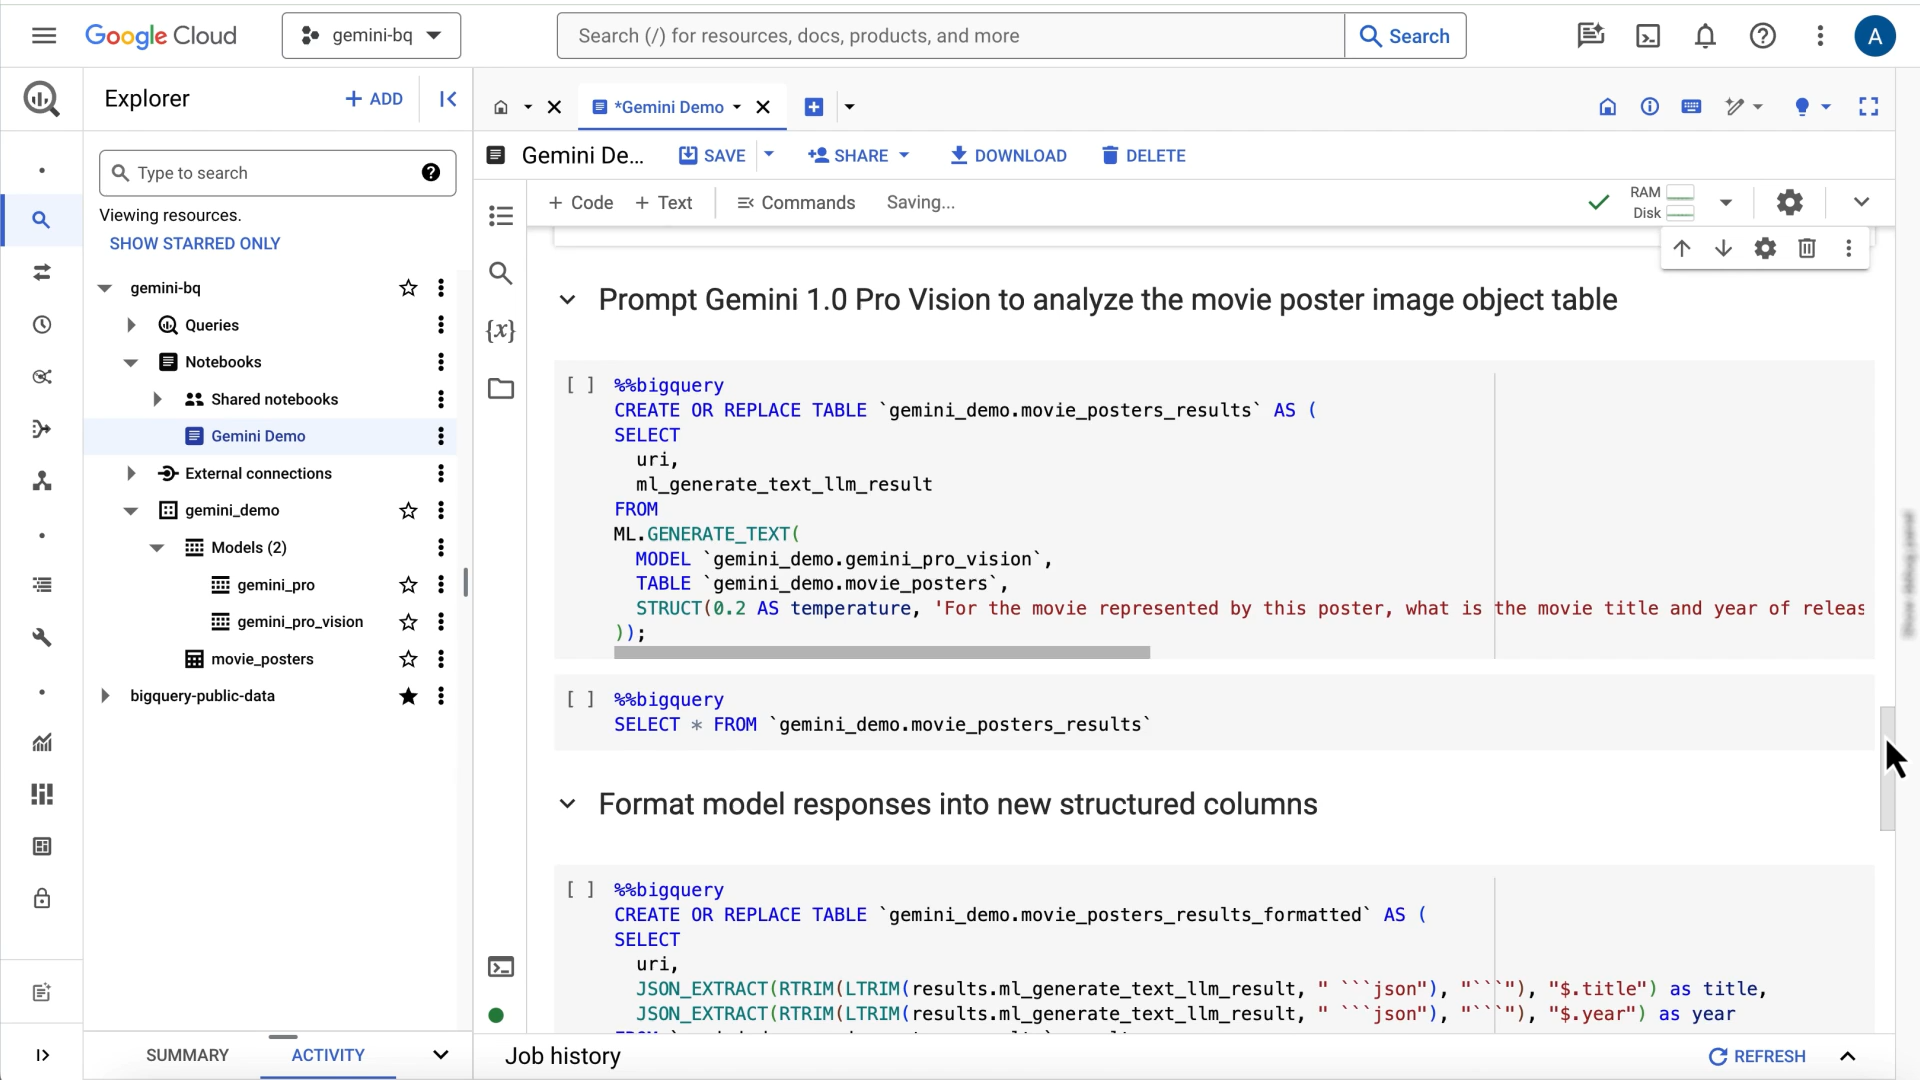 Google Cloud
gemini-bq
Search (/) for resources, docs, products, and more
Search
A
Explorer
+ ADD
*Gemini Demo
Gemini De...
SAVE
SHARE
DOWNLOAD
DELETE
Type to search
Viewing resources.
SHOW STARRED ONLY
+ Code
+ Text
Commands
Saving...
RAM
Disk
gemini-bq
Queries
Notebooks
Shared notebooks
Gemini Demo
External connections
gemini_demo
Models (2)
gemini_pro
gemini_pro_vision
movie_posters
bigquery-public-data
{x}
Prompt Gemini 1.0 Pro Vision to analyze the movie poster image object table
[ ] %%bigquery
CREATE OR REPLACE TABLE `gemini_demo.movie_posters_results` AS (
SELECT
uri,
ml_generate_text_llm_result
FROM
ML.GENERATE_TEXT(
MODEL `gemini_demo.gemini_pro_vision`,
TABLE `gemini_demo.movie_posters`,
STRUCT(0.2 AS temperature, 'For the movie represented by this poster, what is the movie title and year of releas
));
[ ] %%bigquery
SELECT * FROM `gemini_demo.movie_posters_results`
Format model responses into new structured columns
[ ] %%bigquery
CREATE OR REPLACE TABLE `gemini_demo.movie_posters_results_formatted` AS (
SELECT
uri,
JSON_EXTRACT(RTRIM(LTRIM(results.ml_generate_text_llm_result, " ```json"), "```"), "$.title") as title,
JSON_EXTRACT(RTRIM(LTRIM(results.ml_generate_text_llm_result, " ```json"), "```"), "$.year") as year
SUMMARY
ACTIVITY
Job history
REFRESH